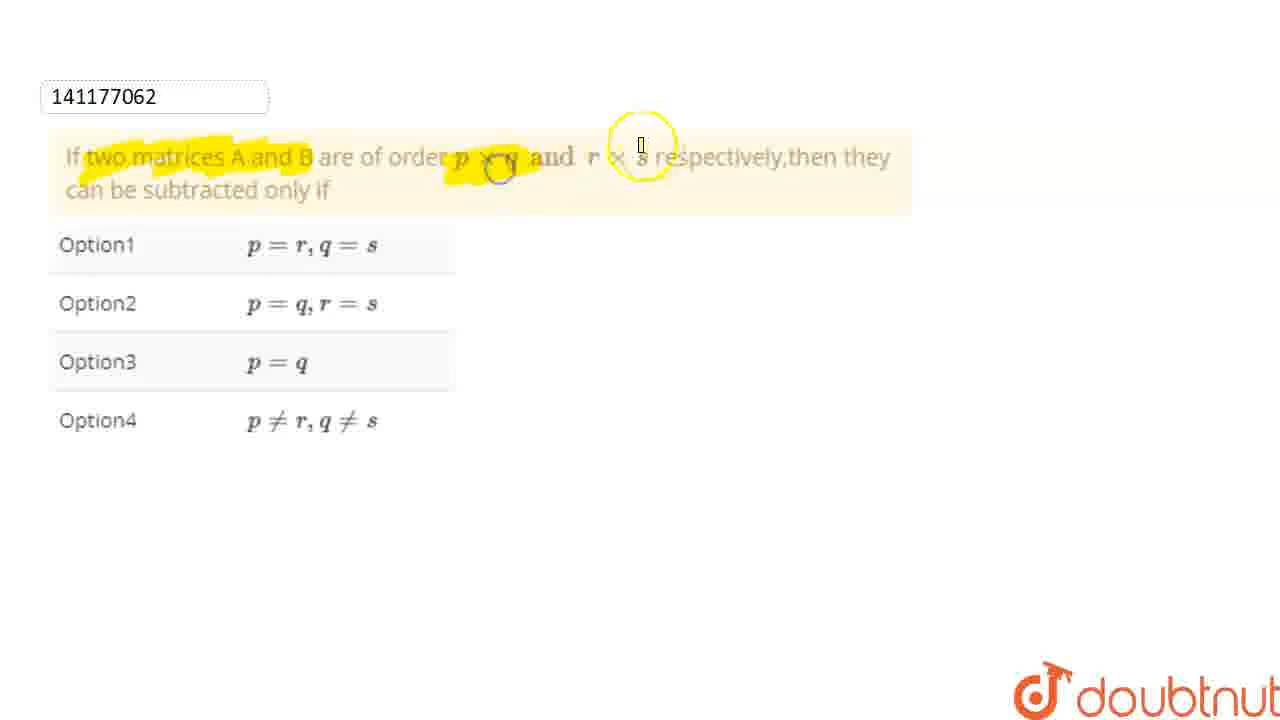 141177062
If two matrices A and B are of order p × q and r × s respectively,then they
can be subtracted only if
Option1 p = r, q = s
Option2 p = q, r = s
Option3 p = q
Option4 p ≠ r, q ≠ s
doubtnut